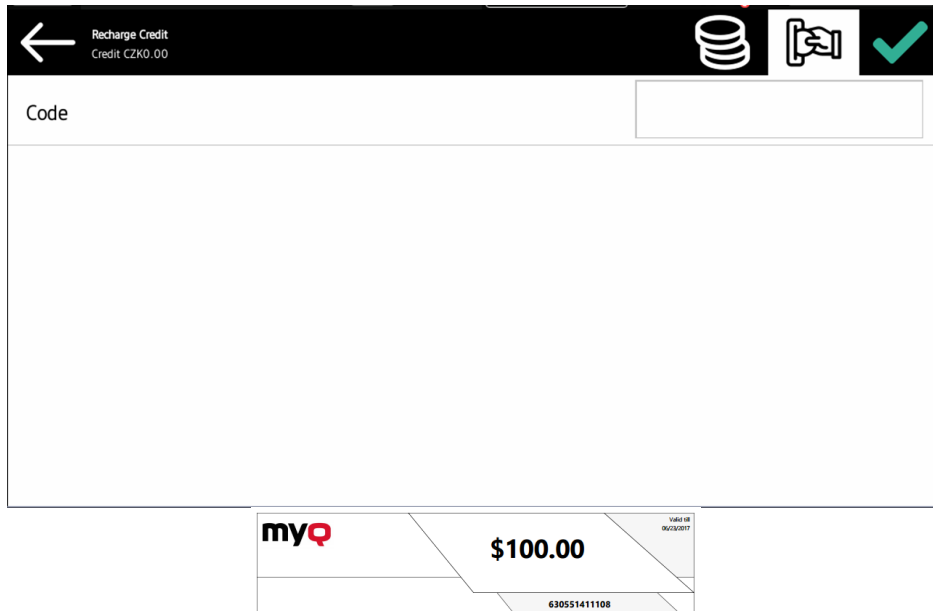 Recharge Credit
Credit CZK0.00
Code
myQ
$100.00
Valid till
06/23/2017
630551411108